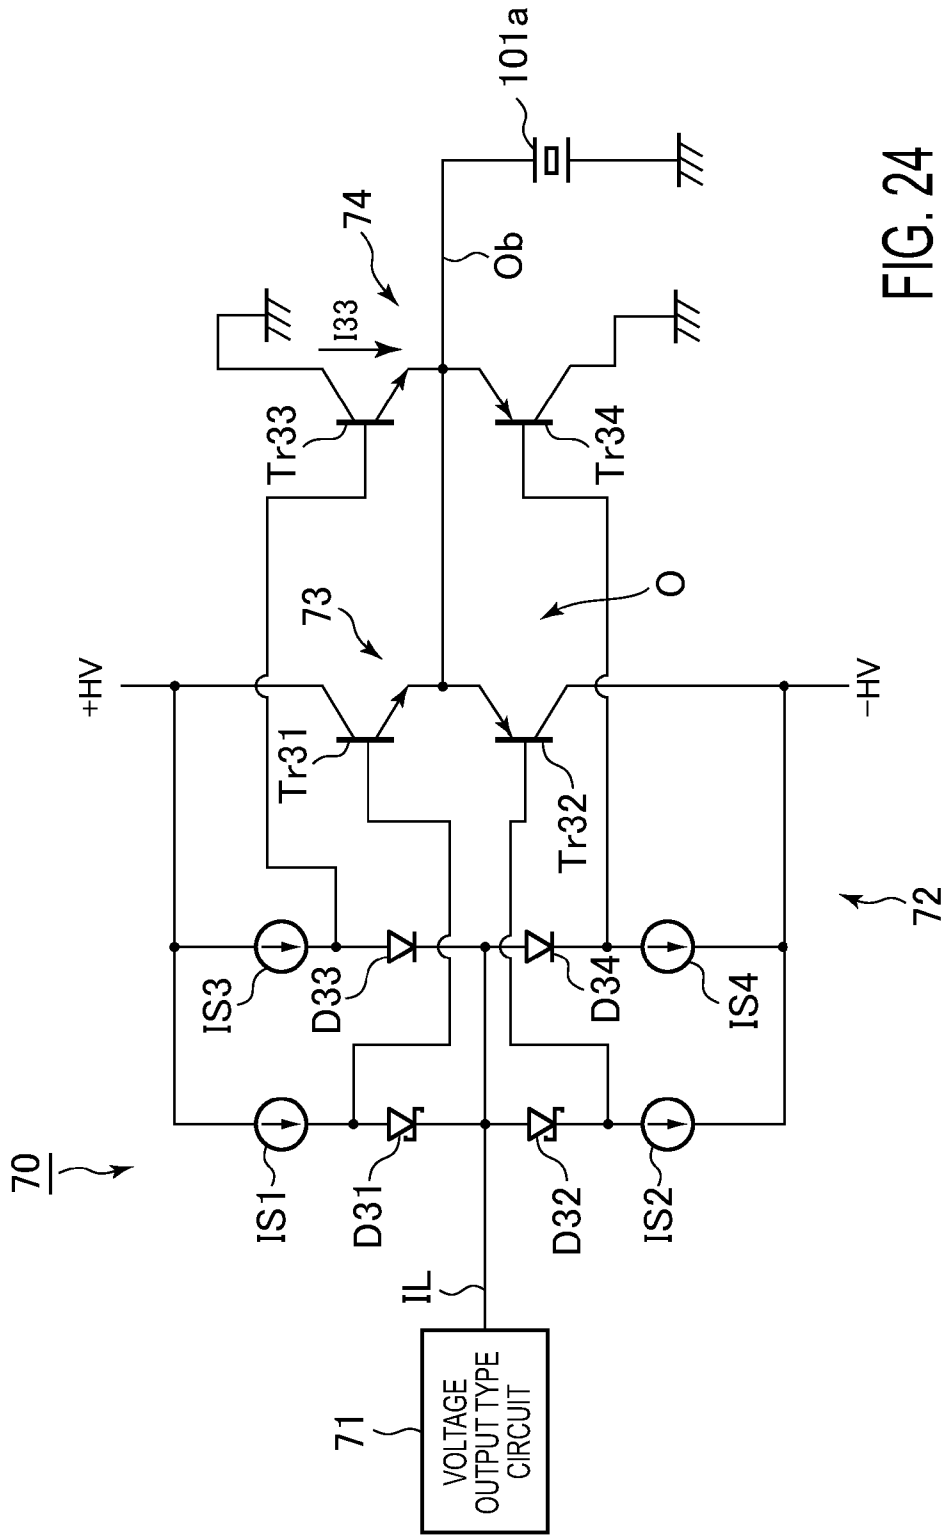 70
+HV
IS1
IS3
D31
D33
Tr31
73
Tr33
I33
74
101a
71
VOLTAGE
OUTPUT TYPE
CIRCUIT
IL
Ob
D32
D34
Tr32
O
Tr34
IS2
IS4
72
−HV
FIG. 24